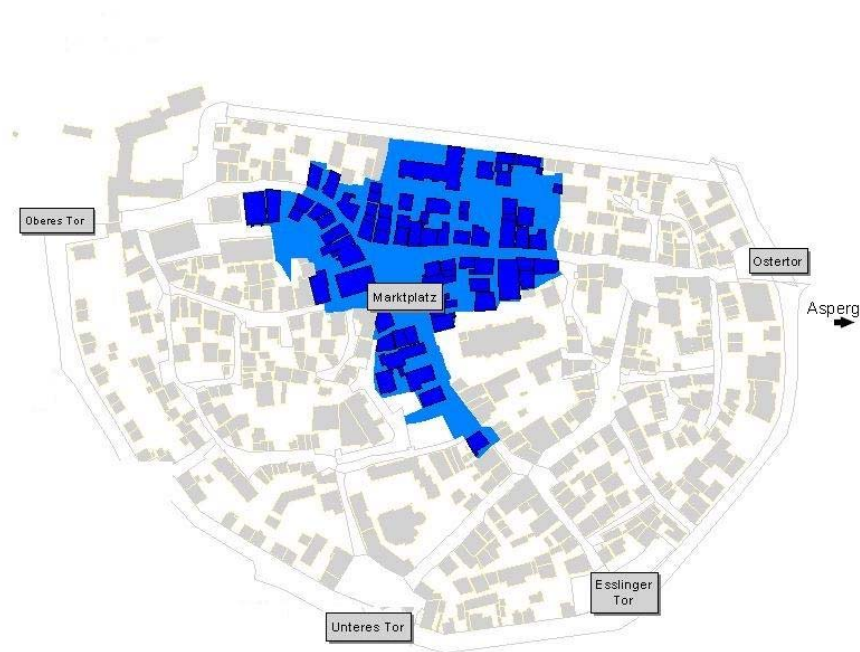 Oberes Tor
Ostertor
Marktplatz
Asperg
Esslinger
Tor
Unteres Tor